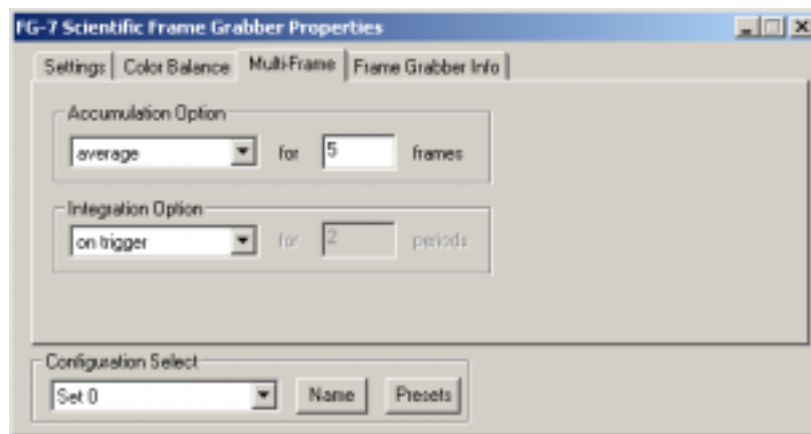 FG-7 Scientific Frame Grabber Properties
Settings Color Balance Multi-Frame Frame Grabber Info
Accumulation Option
average for 5 frames
Integration Option
on trigger for 2 periods
Configuration Select
Set 0 Name Presets